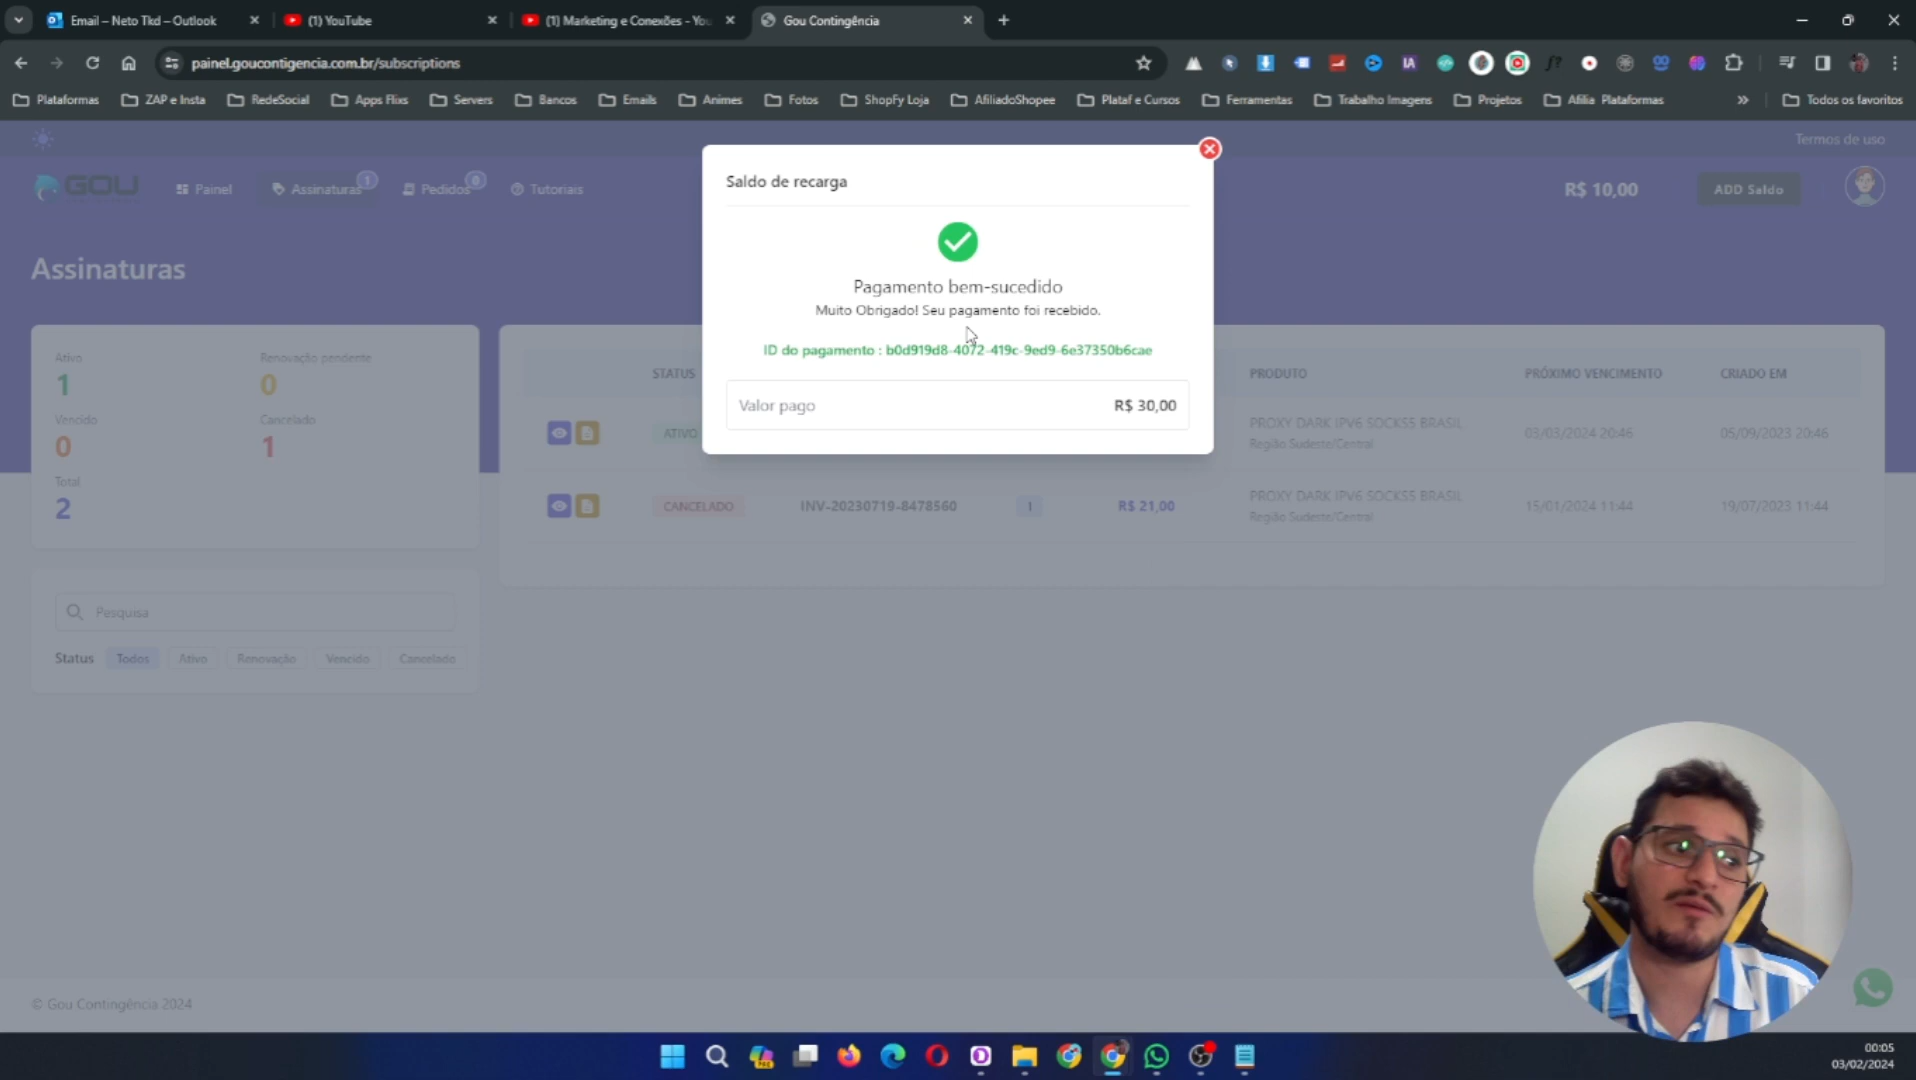 Email – Neto Tkd – Outlook
(1) YouTube
(1) Marketing e Conexões - You
Gou Contingência
painel.goucontigencia.com.br/subscriptions
Plataformas
ZAP e Insta
RedeSocial
Apps Flixs
Servers
Bancos
Emails
Animes
Fotos
ShopFy Loja
AfiliadoShopee
Plataf e Cursos
Ferramentas
Trabalho Imagens
Projetos
Afilia Plataformas
»
Todos os favoritos
Termos de uso
GOU
Painel
Assinaturas
1
Pedidos
0
Tutoriais
R$ 10,00
ADD Saldo
Assinaturas
Saldo de recarga
Pagamento bem-sucedido
Muito Obrigado! Seu pagamento foi recebido.
ID do pagamento : b0d919d8-4072-419c-9ed9-6e37350b6cae
Valor pago
R$ 30,00
Ativo
1
Renovação pendente
0
Vencido
0
Cancelado
1
Total
2
STATUS
PRODUTO
PRÓXIMO VENCIMENTO
CRIADO EM
ATIVO
PROXY DARK IPV6 SOCKS5 BRASIL
Região Sudeste/Central
03/03/2024 20:46
05/09/2023 20:46
CANCELADO
INV-20230719-8478560
1
R$ 21,00
PROXY DARK IPV6 SOCKS5 BRASIL
Região Sudeste/Central
15/01/2024 11:44
19/07/2023 11:44
Pesquisa
Status
Todos
Ativo
Renovação
Vencido
Cancelado
© Gou Contingência 2024
00:05
03/02/2024